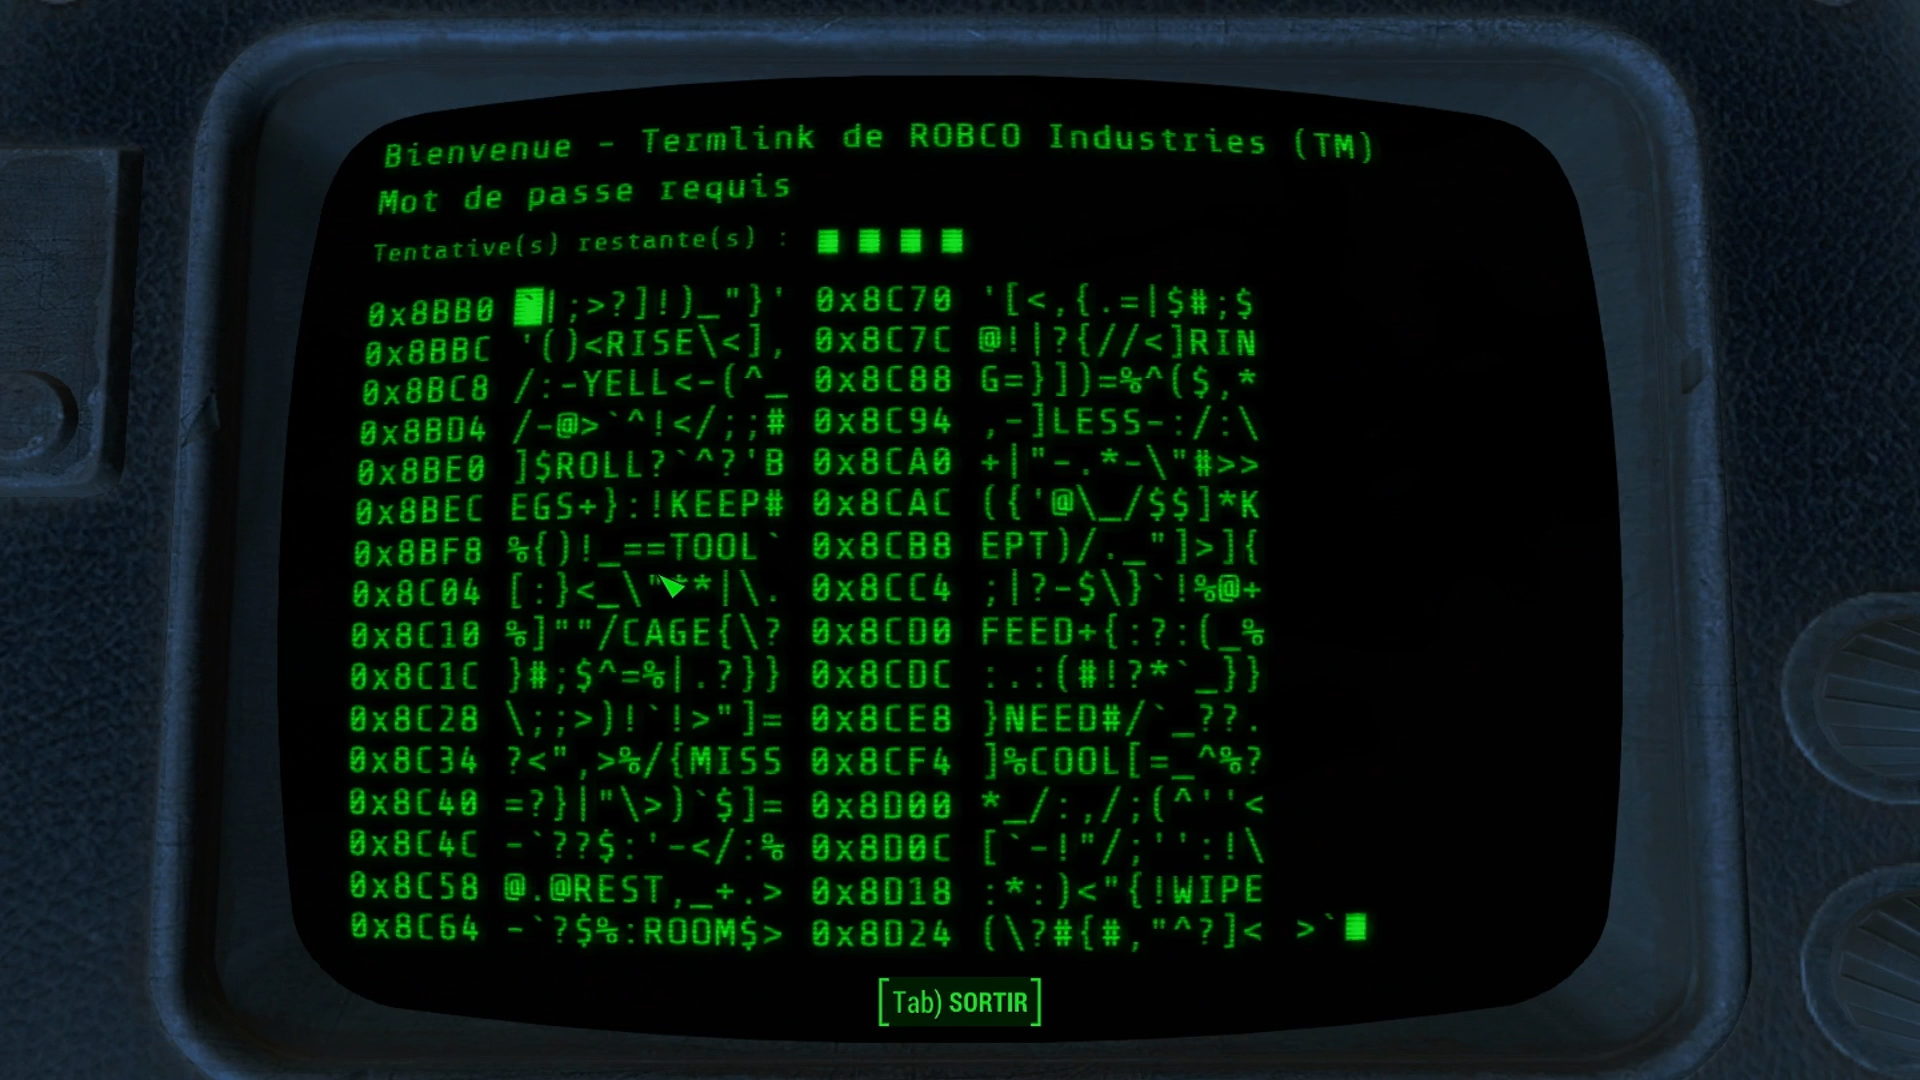 Bienvenue - Termlink de ROBCO Industries (TM)
Mot de passe requis
Tentative(s) restante(s) :
0x8BB0 `|;>?]!)_"}'
0x8BBC '()<RISE\<],
0x8BC8 /:-YELL<-(^_
0x8BD4 /-@>`^!</;;#
0x8BE0 ]$ROLL?`^?'B
0x8BEC EGS+}:!KEEP#
0x8BF8 %{)!_==TOOL`
0x8C04 [:}<_\"**|\.
0x8C10 %]""/CAGE{\?
0x8C1C }#;$^=%|.?}}
0x8C28 \;;>)!`!>"]=
0x8C34 ?<",>%/{MISS
0x8C40 =?}|"\>)`$]=
0x8C4C -`??$:'-</:%
0x8C58 @.@REST,_+.>
0x8C64 -`?$%:ROOM$>
0x8C70 '[<,{.=|$#;$
0x8C7C @!|?{//<]RIN
0x8C88 G=}])=%^($,*
0x8C94 ,-]LESS-:/:\
0x8CA0 +|"-.*-\"#>>
0x8CAC ({'@\_/$$]*K
0x8CB8 EPT)/._"]>]{
0x8CC4 ;|?-$\}`!%@+
0x8CD0 FEED+{:?:(_%
0x8CDC :.:(#!?*`_}}
0x8CE8 }NEED#/`_??.
0x8CF4 ]%COOL[=_^%?
0x8D00 *_/:,/;(^''<
0x8D0C [`-!"/;'':!\
0x8D18 :*:)<"{!WIPE
0x8D24 (\?#{#,"^?]<
>`
Tab) SORTIR